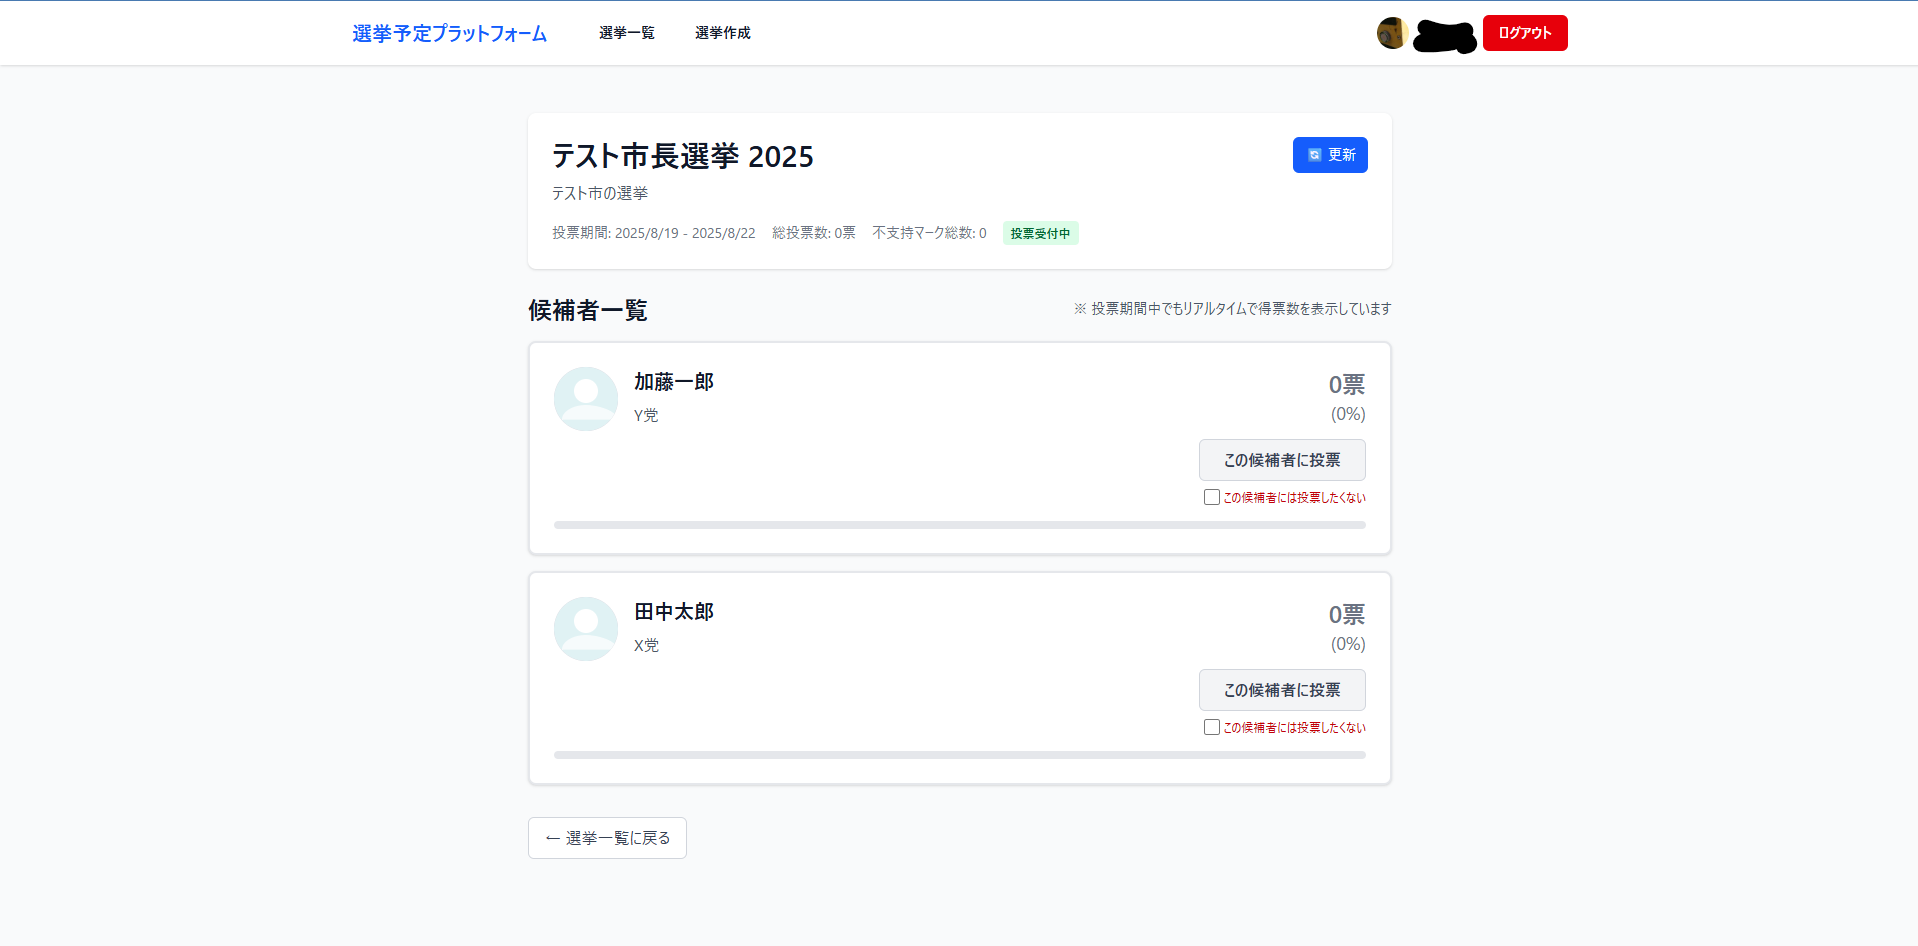 選挙予定プラットフォーム 選挙一覧 選挙作成 ログアウト
テスト市長選挙 2025
更新
テスト市の選挙
投票期間: 2025/8/19 - 2025/8/22 総投票数: 0票 不支持マーク総数: 0 投票受付中
候補者一覧
※ 投票期間中でもリアルタイムで得票数を表示しています
加藤一郎
Y党
0票
(0%)
この候補者に投票
この候補者には投票したくない
田中太郎
X党
0票
(0%)
この候補者に投票
この候補者には投票したくない
← 選挙一覧に戻る